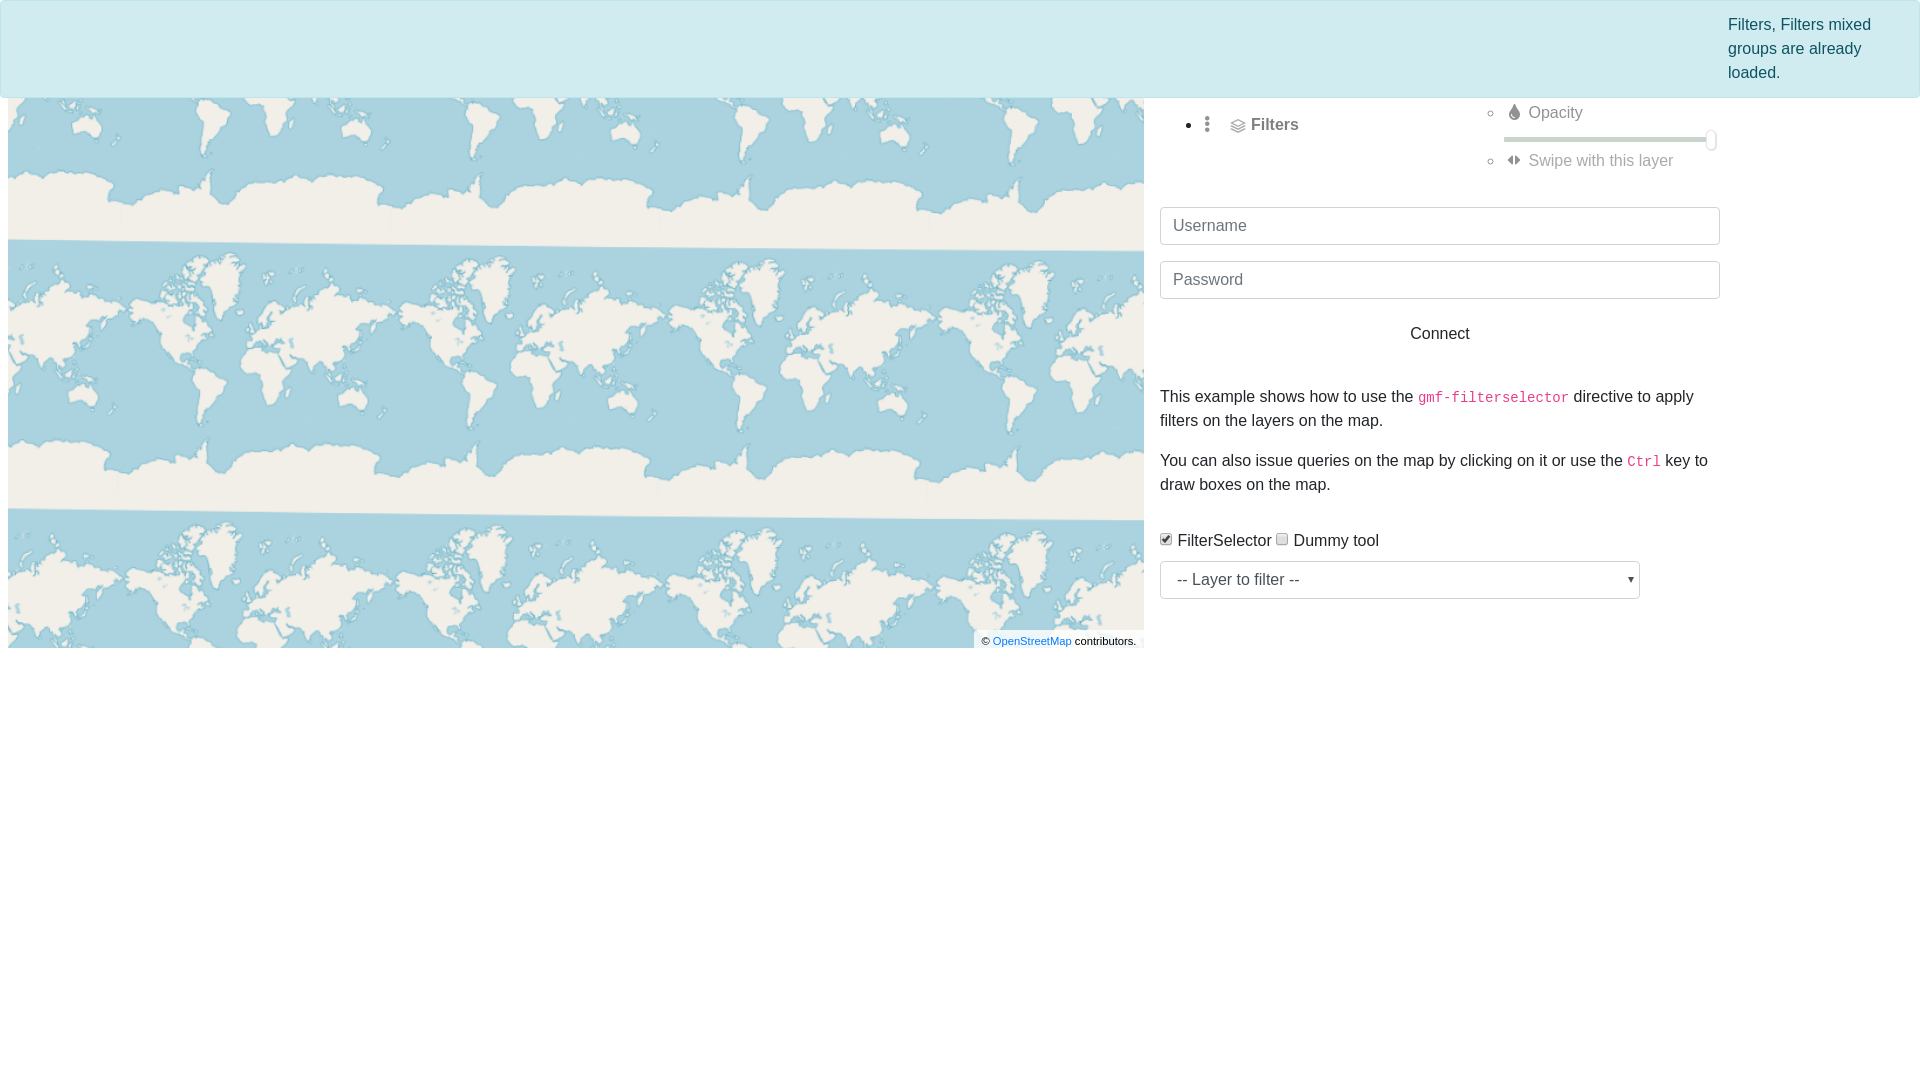 Filters, Filters mixed
groups are already
loaded.
Opacity
Filters
Swipe with this layer
Username
Password
Connect
This example shows how to use the gmf-filterselector directive to apply
filters on the layers on the map.
You can also issue queries on the map by clicking on it or use the Ctrl key to
draw boxes on the map.
FilterSelector Dummy tool
-- Layer to filter --
© OpenStreetMap contributors.